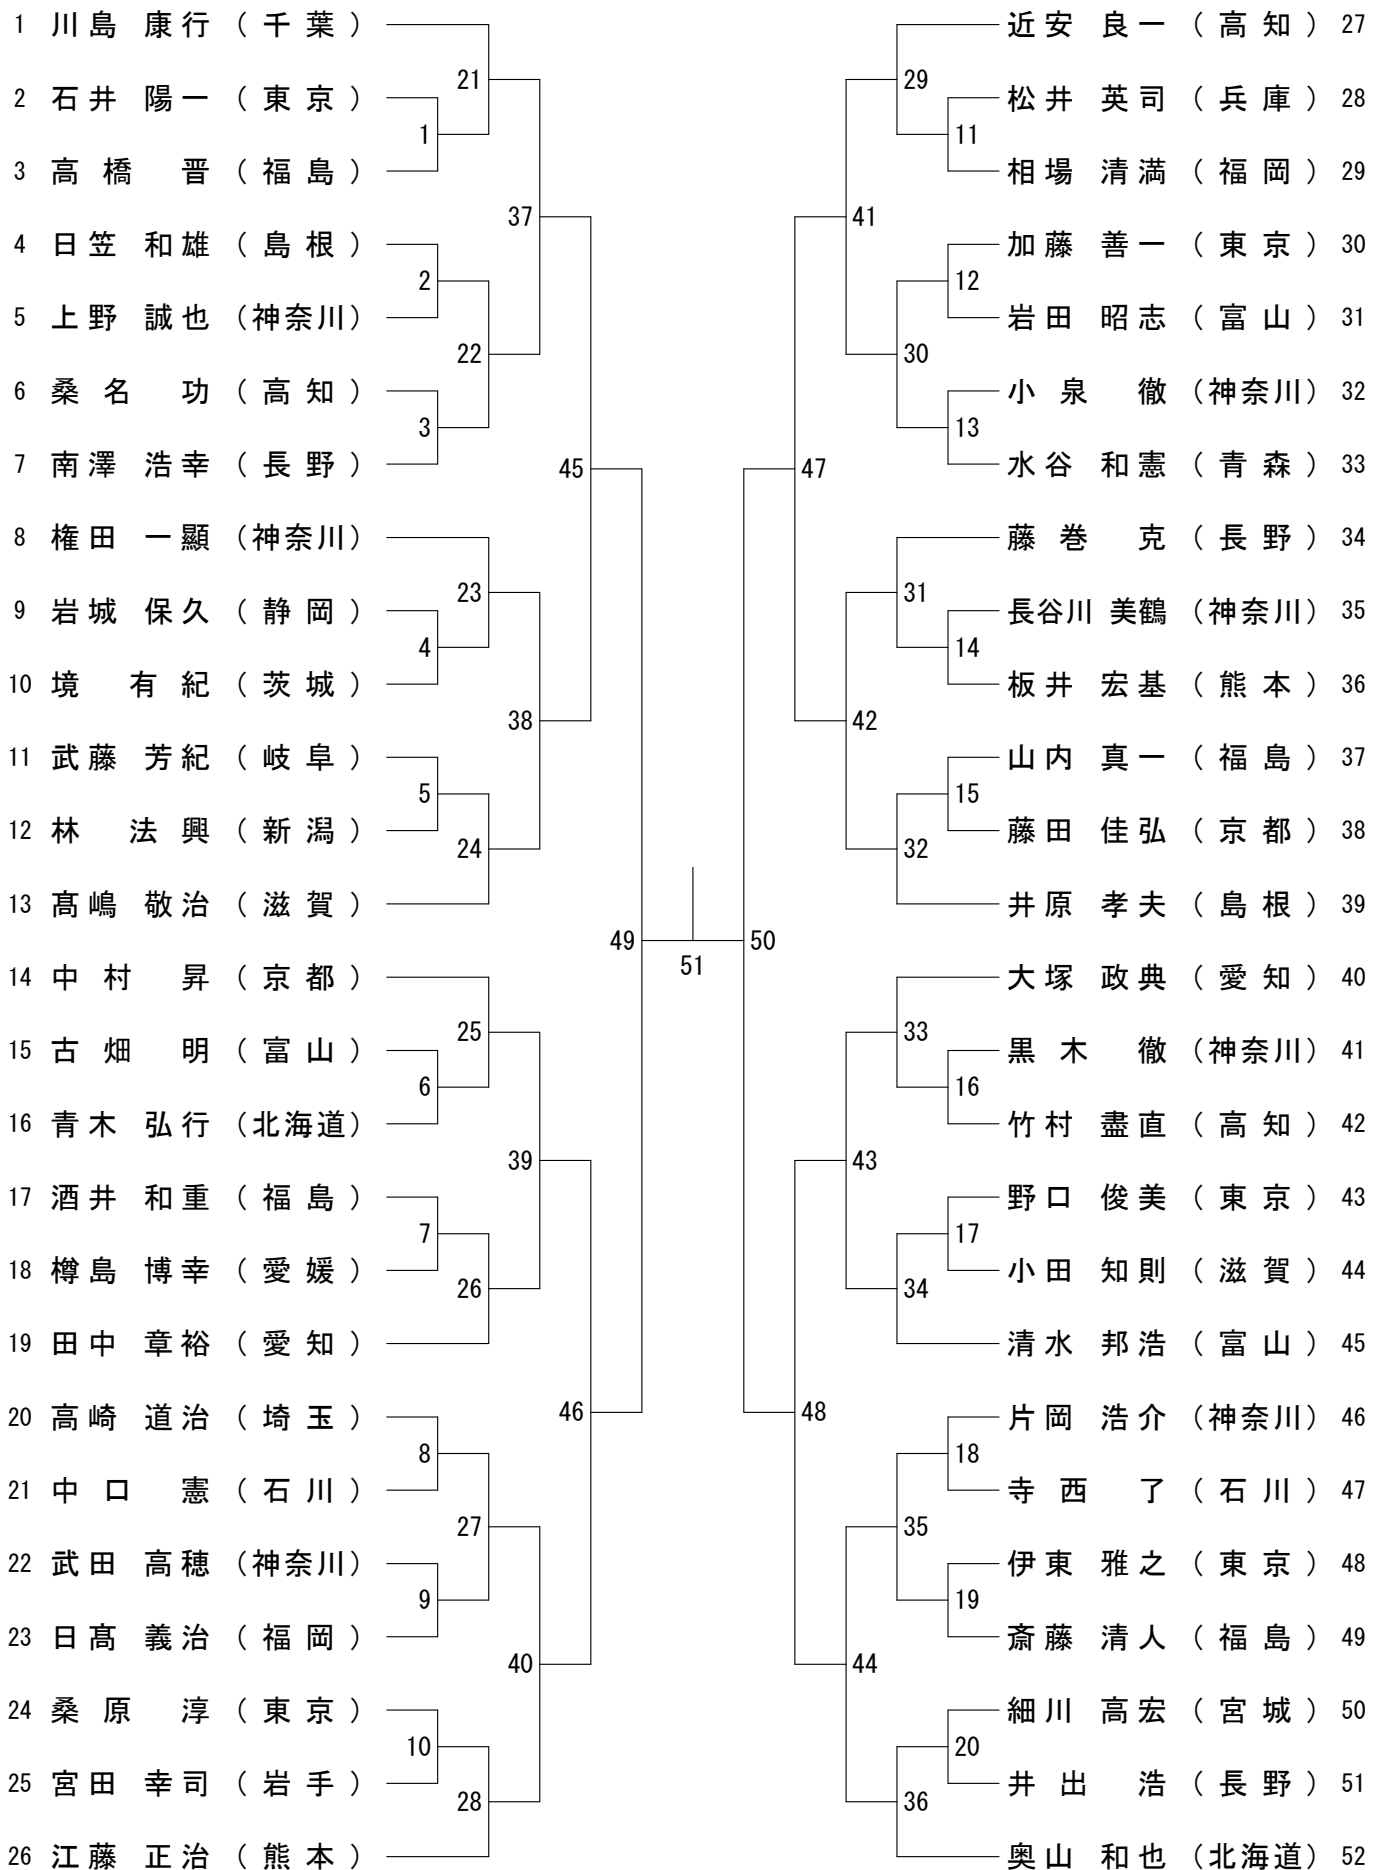 1 川島 康行 (千葉)
2 石井 陽一 (東京)
3 高橋 晋 (福島)
4 日笠 和雄 (島根)
5 上野 誠也 (神奈川)
6 桑名 功 (高知)
7 南澤 浩幸 (長野)
8 権田 一顯 (神奈川)
9 岩城 保久 (静岡)
10 境 有紀 (茨城)
11 武藤 芳紀 (岐阜)
12 林 法興 (新潟)
13 髙嶋 敬治 (滋賀)
14 中村 昇 (京都)
15 古畑 明 (富山)
16 青木 弘行 (北海道)
17 酒井 和重 (福島)
18 樽島 博幸 (愛媛)
19 田中 章裕 (愛知)
20 高崎 道治 (埼玉)
21 中口 憲 (石川)
22 武田 高穂 (神奈川)
23 日髙 義治 (福岡)
24 桑原 淳 (東京)
25 宮田 幸司 (岩手)
26 江藤 正治 (熊本)
21
1
37
2
22
3
45
23
4
38
5
24
49
25
6
39
7
26
46
8
27
9
40
10
28
51
50
29
11
41
12
30
13
47
31
14
42
15
32
33
16
43
17
34
48
18
35
19
44
20
36
近安 良一 (高知) 27
松井 英司 (兵庫) 28
相場 清満 (福岡) 29
加藤 善一 (東京) 30
岩田 昭志 (富山) 31
小泉 徹 (神奈川) 32
水谷 和憲 (青森) 33
藤巻 克 (長野) 34
長谷川 美鶴 (神奈川) 35
板井 宏基 (熊本) 36
山内 真一 (福島) 37
藤田 佳弘 (京都) 38
井原 孝夫 (島根) 39
大塚 政典 (愛知) 40
黒木 徹 (神奈川) 41
竹村 盡直 (高知) 42
野口 俊美 (東京) 43
小田 知則 (滋賀) 44
清水 邦浩 (富山) 45
片岡 浩介 (神奈川) 46
寺西 了 (石川) 47
伊東 雅之 (東京) 48
斎藤 清人 (福島) 49
細川 高宏 (宮城) 50
井出 浩 (長野) 51
奥山 和也 (北海道) 52